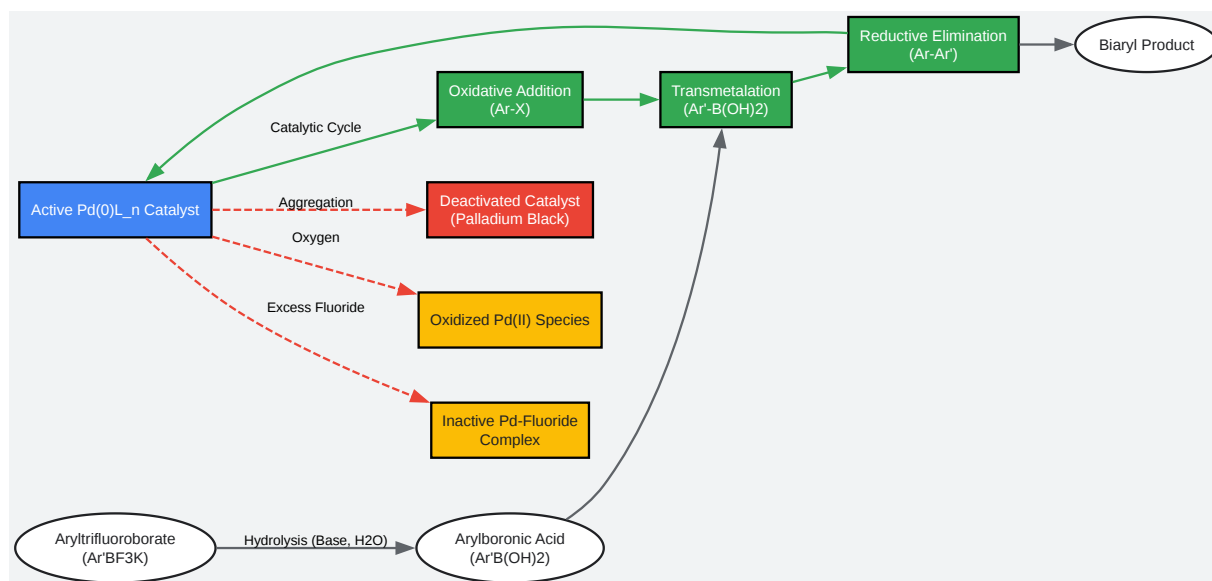 Reductive Elimination
(Ar-Ar')
Biaryl Product
Oxidative Addition
(Ar-X)
Transmetalation
(Ar'-B(OH)2)
Catalytic Cycle
Active Pd(0)L_n Catalyst
Aggregation
Deactivated Catalyst
(Palladium Black)
Oxygen
Oxidized Pd(II) Species
Excess Fluoride
Inactive Pd-Fluoride
Complex
Aryltrifluoroborate
(Ar'BF3K)
Hydrolysis (Base, H2O)
Arylboronic Acid
(Ar'B(OH)2)